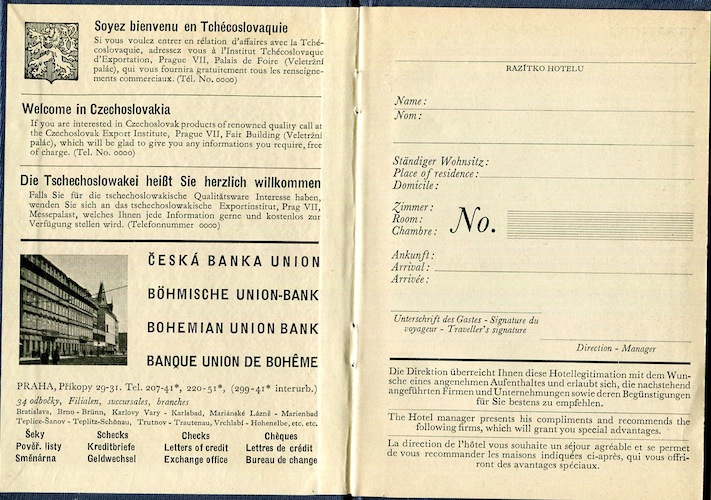 Soyez bienvenu en Tchécoslovaquie
Si vous voulez entrer en rélation d'affaires avec la Tché-
coslovaquie, adressez vous à l'Institut Tchécoslovaque
d'Exportation, Prague VII, Palais de Foire (Veletržní
palác), qui vous fournira gratuitement tous les renseigne-
ments commerciaux. (Tél. No. 0000)
Welcome in Czechoslovakia
If you are interested in Czechoslovak products of renowned quality call at
the Czechoslovak Export Institute, Prague VII, Fair Building (Veletržní
palác), which will be glad to give you any informations you require, free
of charge. (Tel. No. 0000)
Die Tschechoslowakei heißt Sie herzlich willkommen
Falls Sie für die tschechoslowakische Qualitätsware Interesse haben,
wenden Sie sich an das tschechoslowakische Exportinstitut, Prag VII,
Messepalast, welches Ihnen jede Information gerne und kostenlos zur
Verfügung stellen wird. (Telefonnummer 0000)
ČESKÁ BANKA UNION
BÖHMISCHE UNION-BANK
BOHEMIAN UNION BANK
BANQUE UNION DE BOHÊME
PRAHA, Příkopy 29-31. Tel. 207-41*, 220-51*, (299-41* interurb.)
34 odbočky, Filialen, succursales, branches
Bratislava, Brno - Brünn, Karlovy Vary - Karlsbad, Mariánské Lázně - Marienbad
Teplice-Šanov - Teplitz-Schönau, Trutnov - Trautenau, Vrchlabí - Hohenelbe, etc. etc.
Šeky Schecks Checks Chèques
Pověř. listy Kreditbriefe Letters of credit Lettres de crédit
Směnárna Geldwechsel Exchange office Bureau de change
RAZÍTKO HOTELU
Name:
Nom:
Ständiger Wohnsitz:
Place of residence:
Domicile:
Zimmer:
Room: No.
Chambre:
Ankunft:
Arrival:
Arrivée:
Unterschrift des Gastes - Signature du
voyageur - Traveller's signature
Direction - Manager
Die Direktion überreicht Ihnen diese Hotellegitimation mit dem Wun-
sche eines angenehmen Aufenthaltes und erlaubt sich, die nachstehend
angeführten Firmen und Unternehmungen sowie deren Begünstigungen
für Sie bestens zu empfehlen.
The Hotel manager presents his compliments and recommends the
following firms, which will grant you special advantages.
La direction de l'hôtel vous souhaite un séjour agréable et se permet
de vous recommander les maisons indiquées ci-après, qui vous offri-
ront des avantages spéciaux.